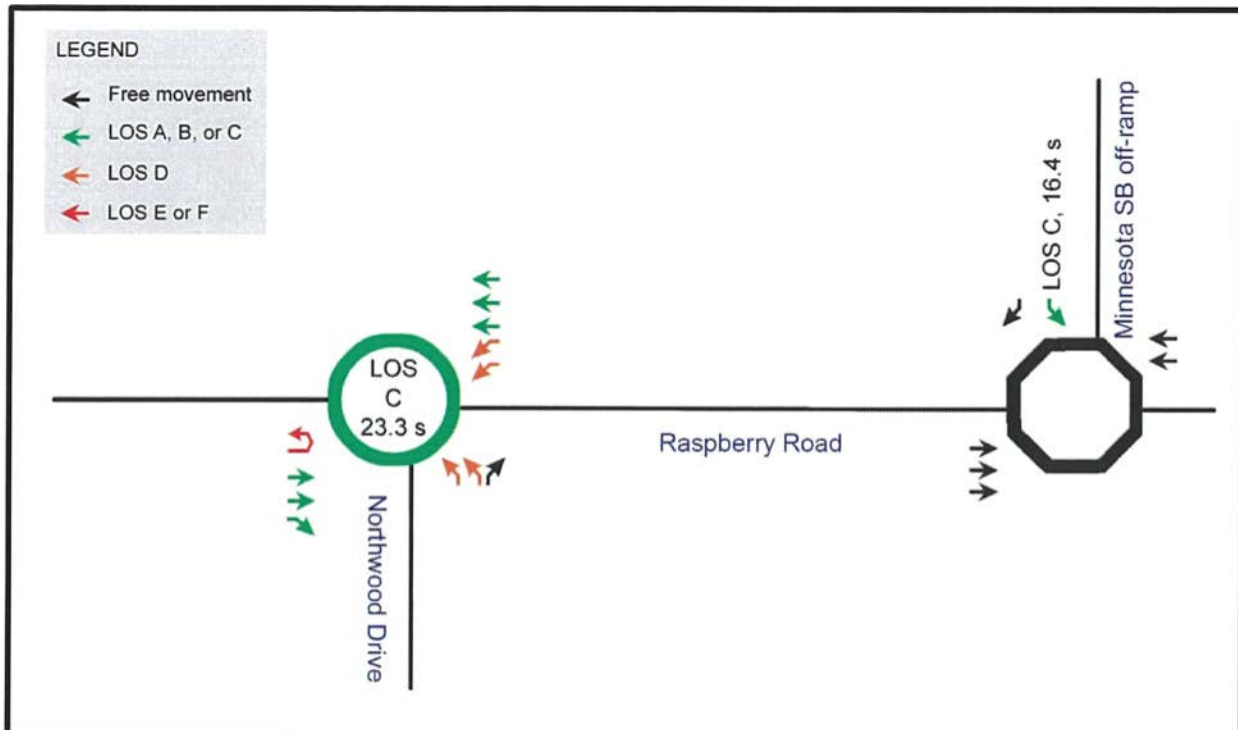 LEGEND
Free movement
LOS A, B, or C
LOS D
LOS E or F
LOS
C
23.3 s
Northwood Drive
Raspberry Road
LOS C, 16.4 s
Minnesota SB off-ramp